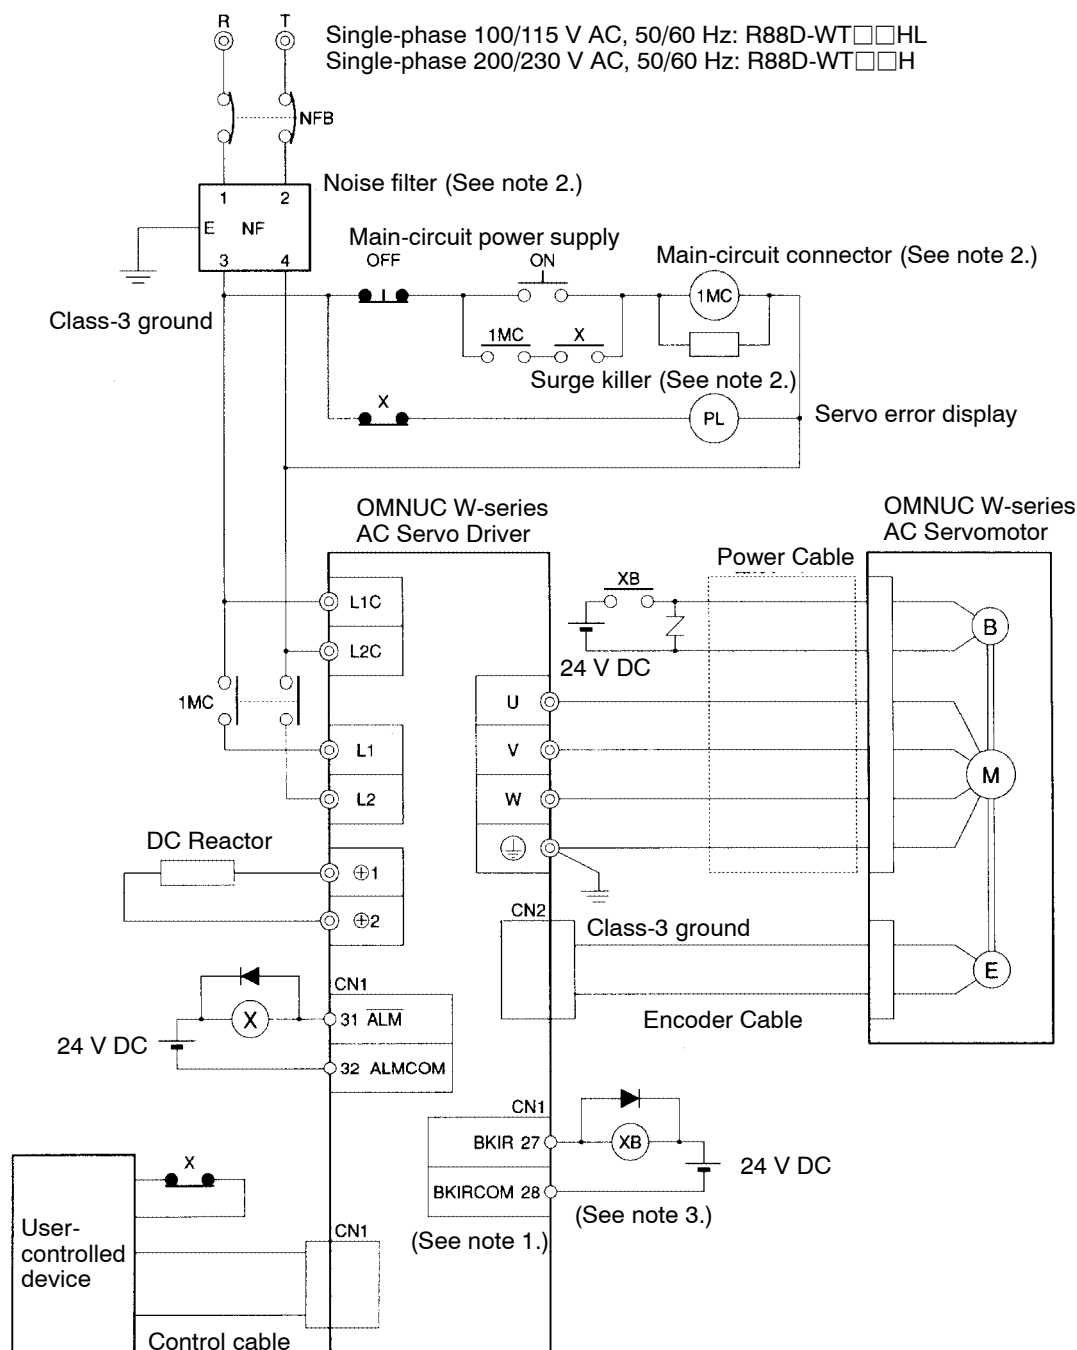 R T
Single-phase 100/115 V AC, 50/60 Hz: R88D-WT□□HL
Single-phase 200/230 V AC, 50/60 Hz: R88D-WT□□H
NFB
Noise filter (See note 2.)
1 2
E NF
3 4
Main-circuit power supply
OFF ON
Main-circuit connector (See note 2.)
1MC
Class-3 ground
1MC X
Surge killer (See note 2.)
X
PL
Servo error display
OMNUC W-series
AC Servo Driver
OMNUC W-series
AC Servomotor
Power Cable
XB
L1C
B
L2C
24 V DC
1MC
U
L1
V
M
L2
W
DC Reactor
⊕1
⊕2
CN2
Class-3 ground
E
CN1
X
31 ALM
Encoder Cable
24 V DC
32 ALMCOM
CN1
BKIR 27
XB
24 V DC
BKIRCOM 28
(See note 3.)
X
(See note 1.)
User-
controlled
device
CN1
Control cable